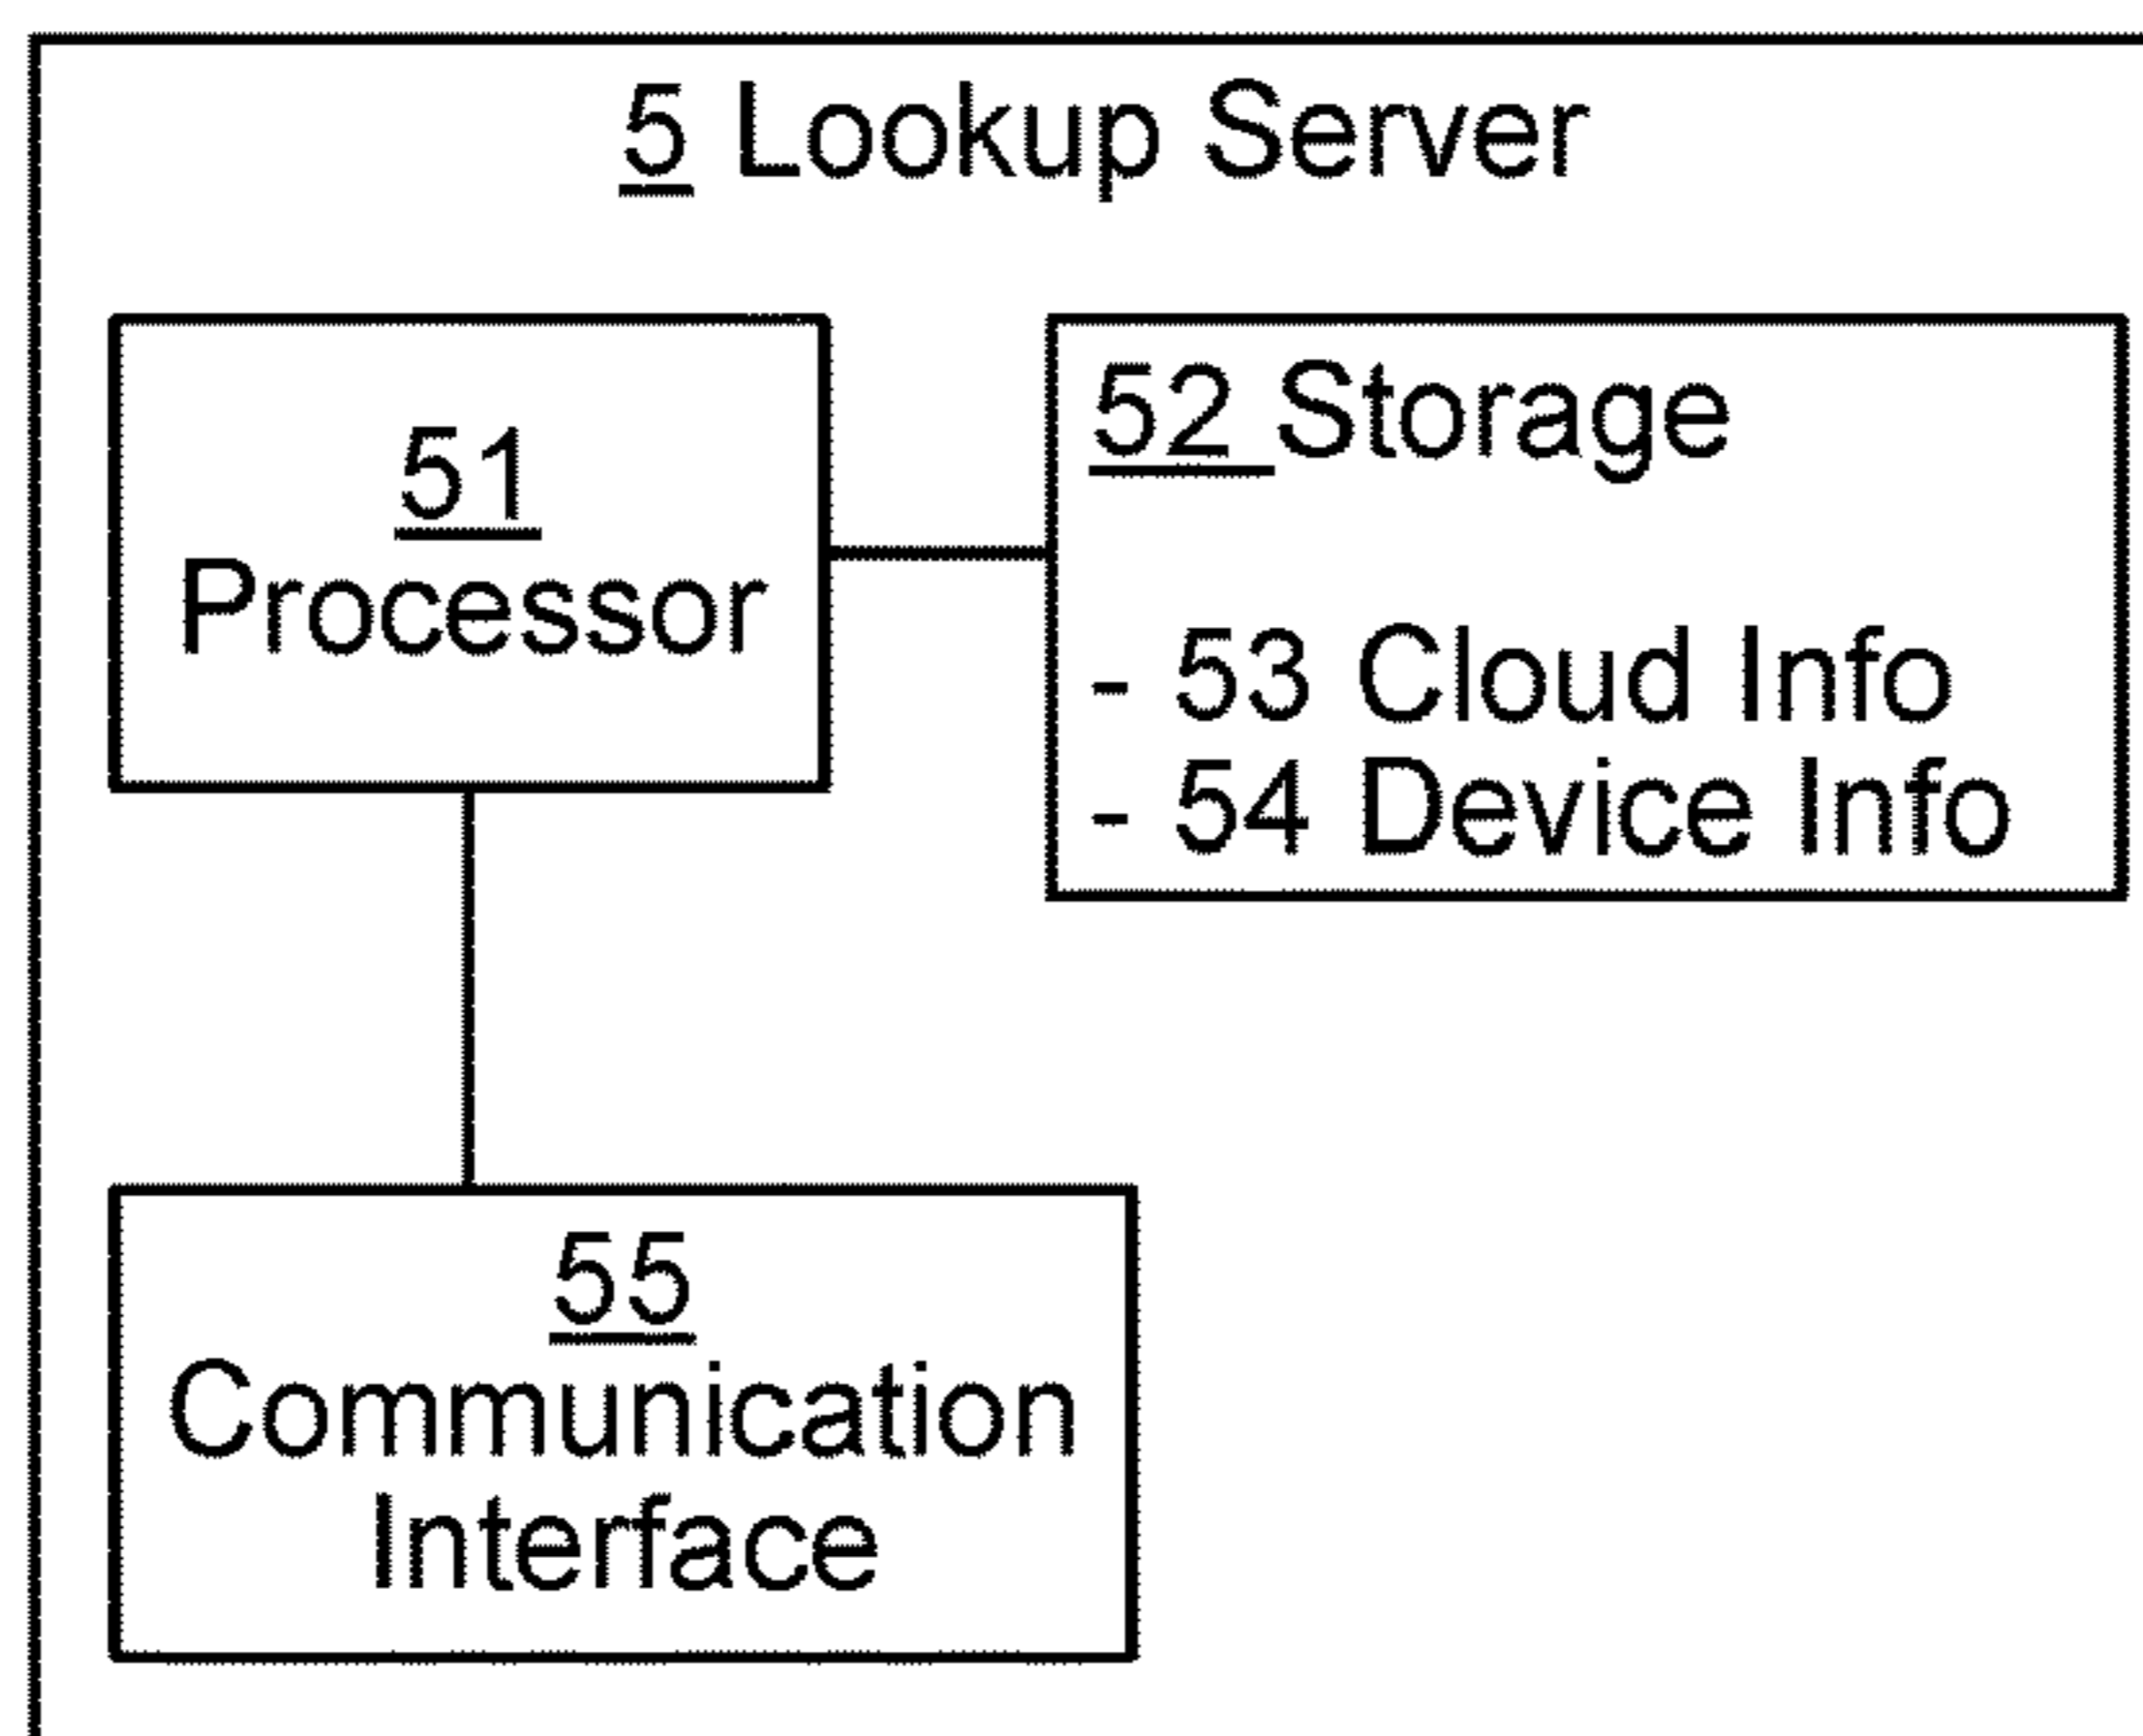 5 Lookup Server
51
Processor
52 Storage
- 53 Cloud Info
- 54 Device Info
55
Communication
Interface